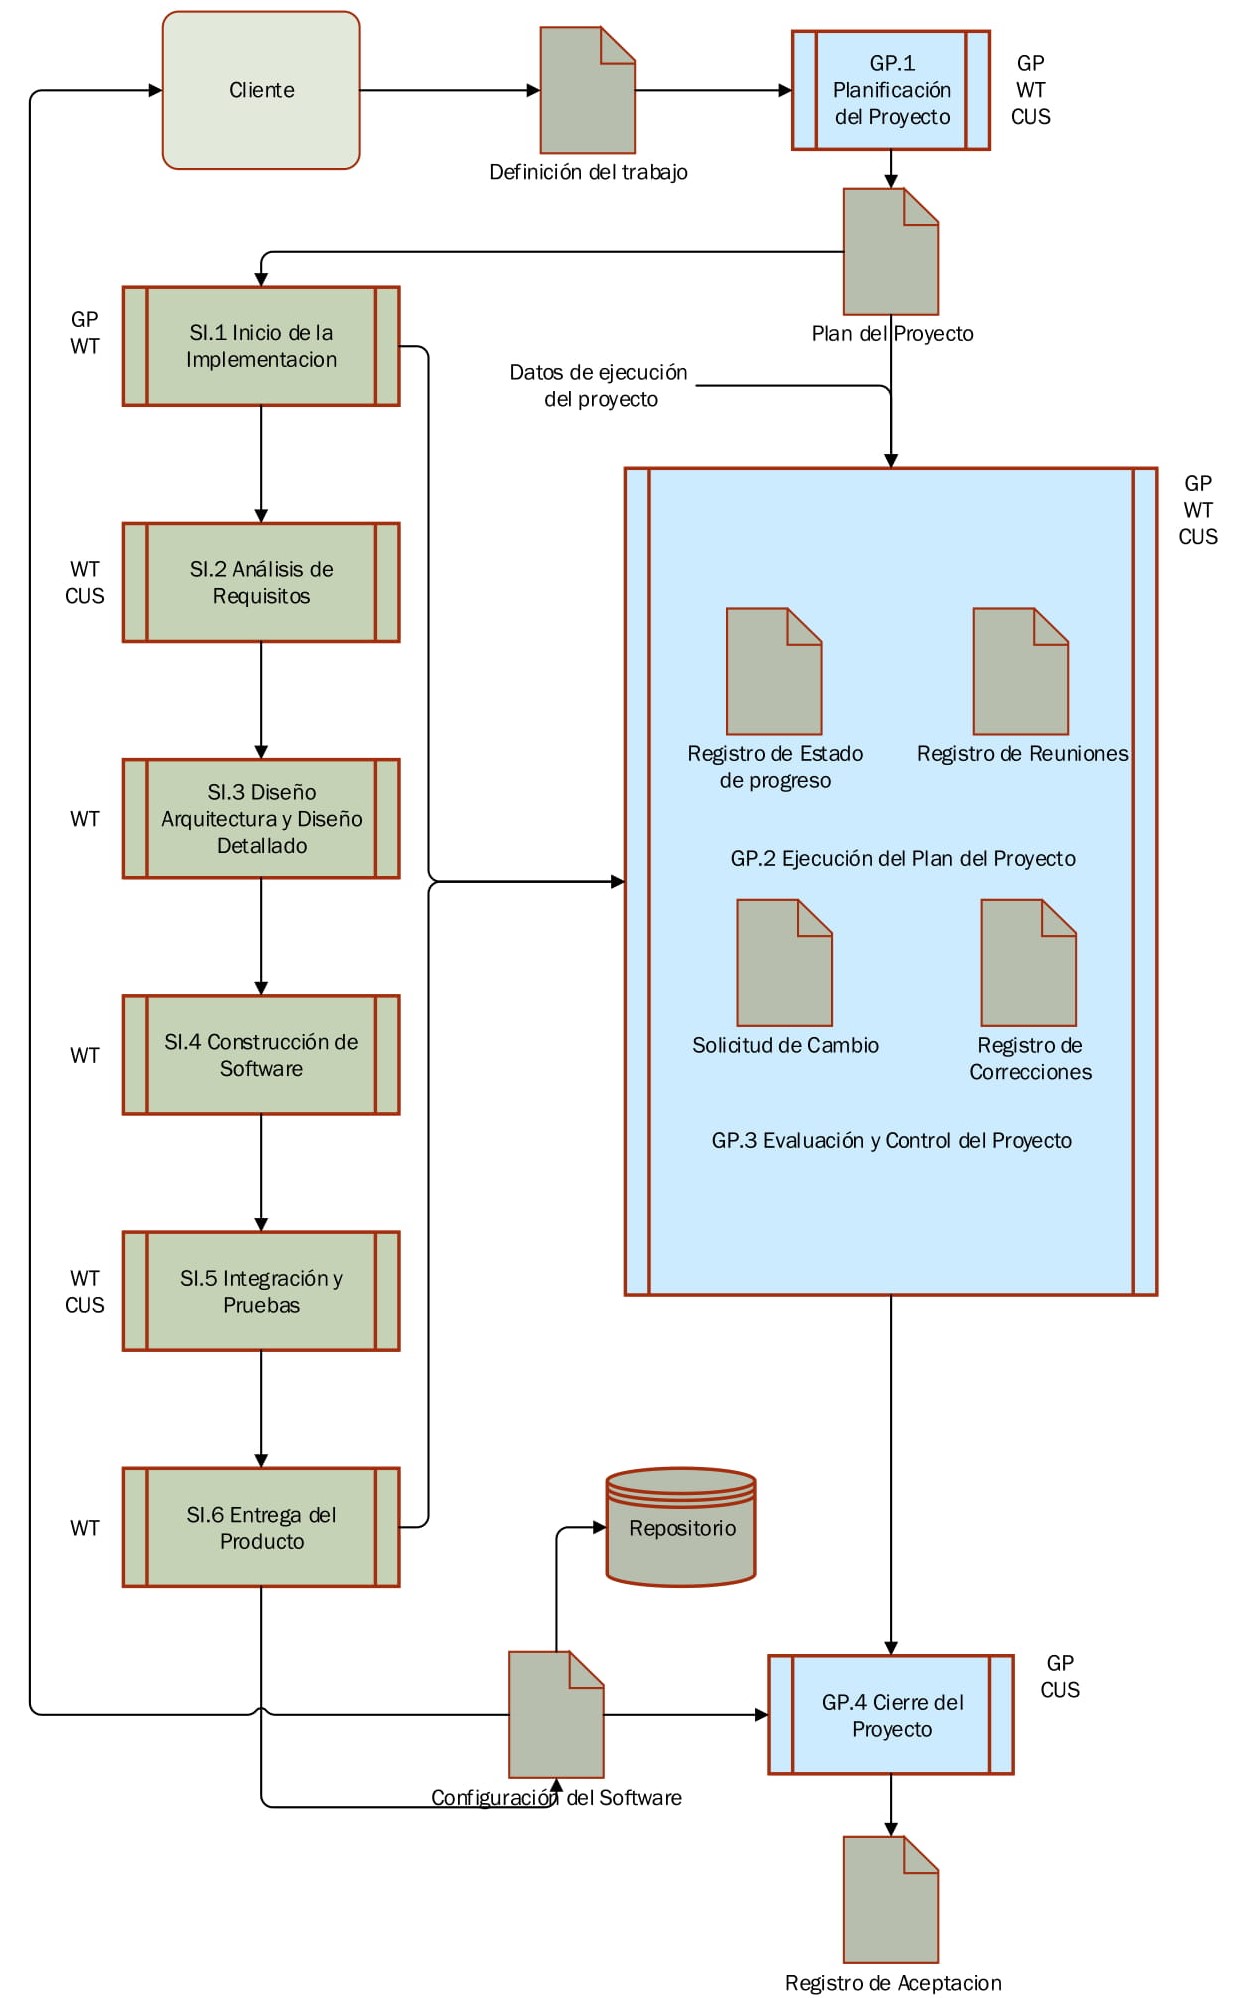 Cliente
Definición del trabajo
GP.1
Planificación
del Proyecto
GP
WT
CUS
Plan del Proyecto
GP
WT
SI.1 Inicio de la
Implementacion
Datos de ejecución
del proyecto
GP
WT
CUS
WT
CUS
SI.2 Análisis de
Requisitos
Registro de Estado
de progreso
Registro de Reuniones
WT
SI.3 Diseño
Arquitectura y Diseño
Detallado
GP.2 Ejecución del Plan del Proyecto
WT
SI.4 Construcción de
Software
Solicitud de Cambio
Registro de
Correcciones
GP.3 Evaluación y Control del Proyecto
WT
CUS
SI.5 Integración y
Pruebas
WT
SI.6 Entrega del
Producto
Repositorio
Configuración del Software
GP.4 Cierre del
Proyecto
GP
CUS
Registro de Aceptacion